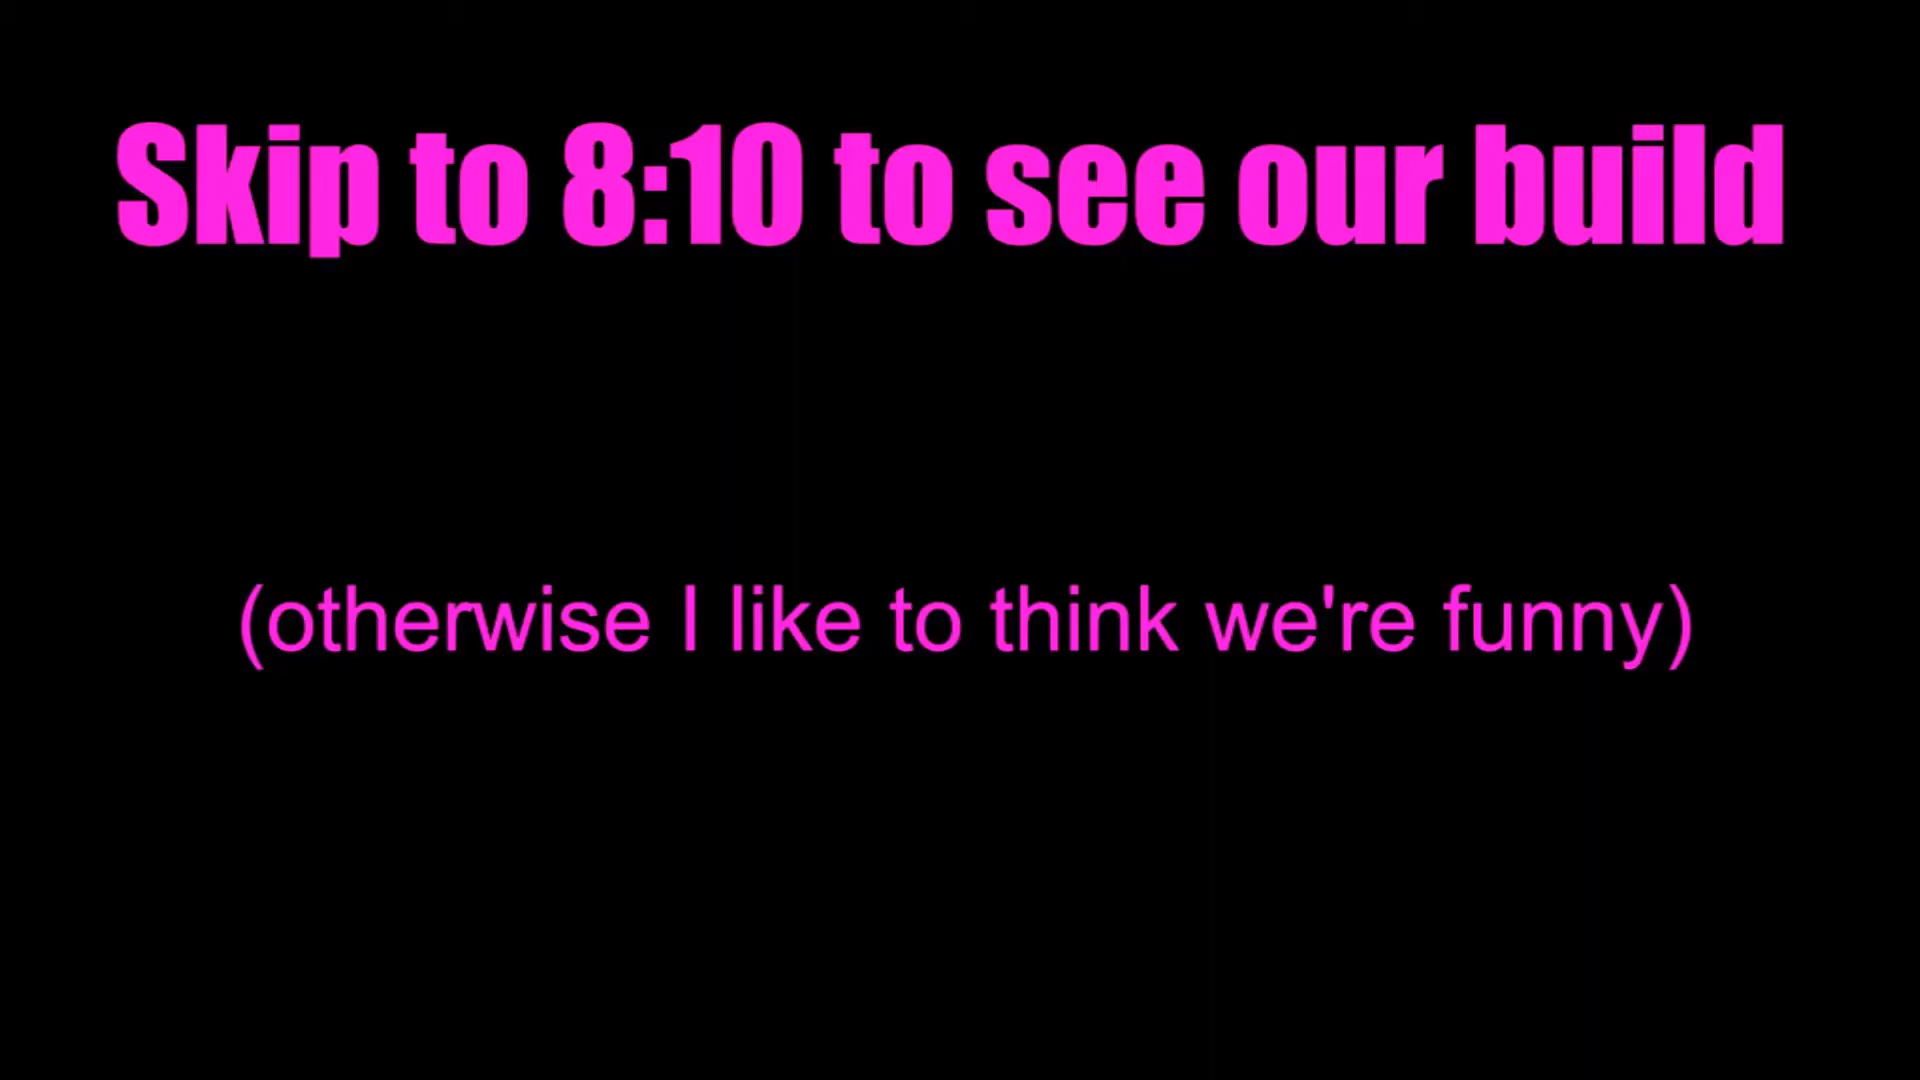 Skip to 8:10 to see our build
(otherwise I like to think we're funny)